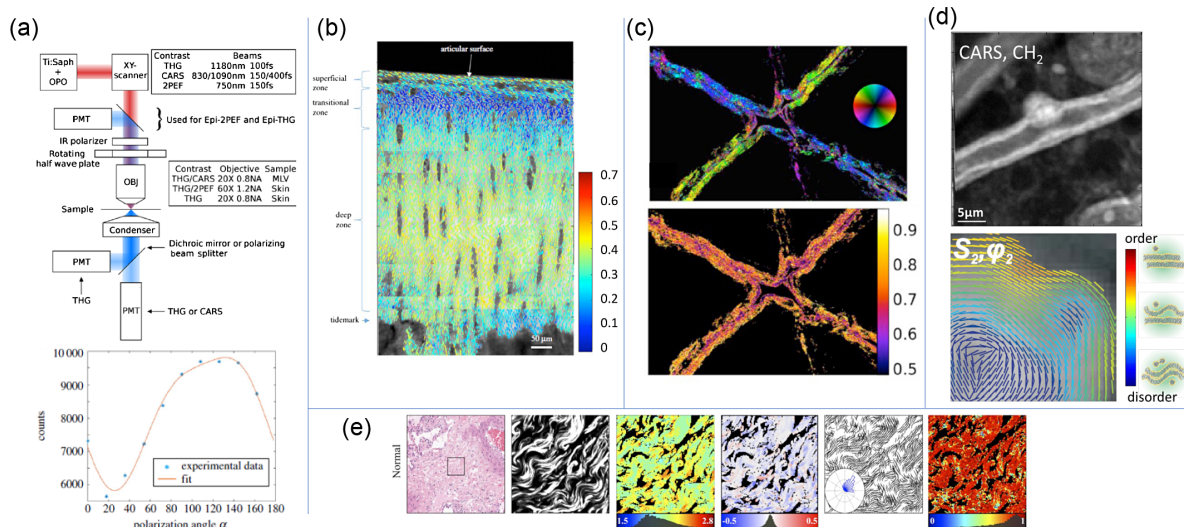 (a)
Ti:Saph
+
OPO
XY-
scanner
Contrast Beams
THG 1180nm 100fs
CARS 830/1090nm 150/400fs
2PEF 750nm 150fs
PMT
Used for Epi-2PEF and Epi-THG
IR polarizer
Rotating
half wave plate
OBJ
Contrast Objective Sample
THG/CARS 20X 0.8NA MLV
THG/2PEF 60X 1.2NA Skin
THG 20X 0.8NA Skin
Sample
Condenser
PMT
Dichroic mirror or polarizing
beam splitter
THG
PMT
THG or CARS
10 000
9000
8000
7000
6000
counts
experimental data
fit
0 20 40 60 80 100 120 140 160 180
polarization angle α
(b)
articular surface
superficial
zone
transitional
zone
deep
zone
tidemark
50 μm
0.7
0.6
0.5
0.4
0.3
0.2
0.1
0
(c)
0.9
0.8
0.7
0.6
0.5
(d)
CARS, CH2
5μm
S2,φ2
order
disorder
(e)
Normal
1.5 2.8
-0.5 0.5
0 1